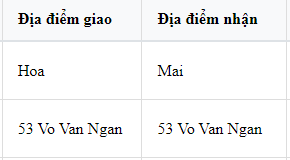 Địa điểm giao Địa điểm nhận
Hoa Mai
53 Vo Van Ngan 53 Vo Van Ngan